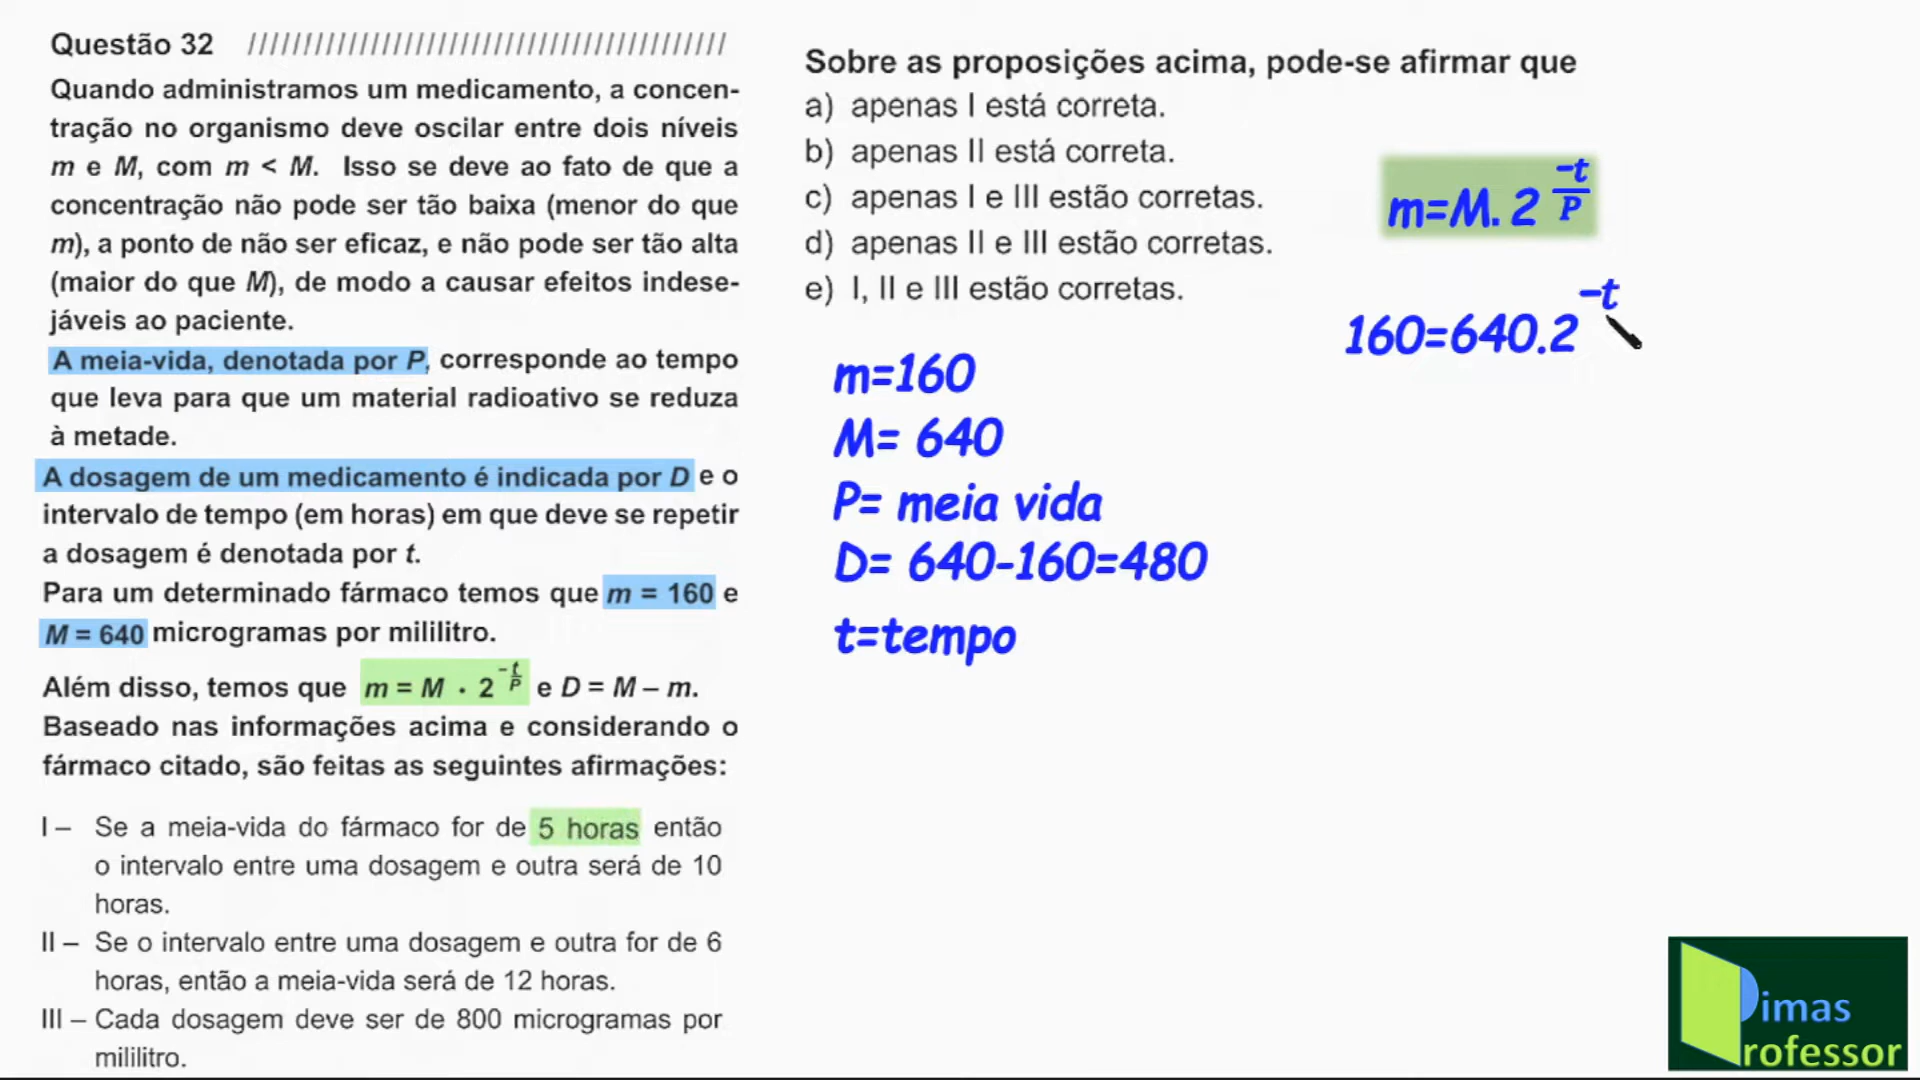 Questão 32 ///////////////////////////////////////////
Quando administramos um medicamento, a concen-
tração no organismo deve oscilar entre dois níveis
m e M, com m < M. Isso se deve ao fato de que a
concentração não pode ser tão baixa (menor do que
m), a ponto de não ser eficaz, e não pode ser tão alta
(maior do que M), de modo a causar efeitos indese-
jáveis ao paciente.
A meia-vida, denotada por P, corresponde ao tempo
que leva para que um material radioativo se reduza
à metade.
A dosagem de um medicamento é indicada por D e o
intervalo de tempo (em horas) em que deve se repetir
a dosagem é denotada por t.
Para um determinado fármaco temos que m = 160 e
M = 640 microgramas por mililitro.
Além disso, temos que m = M · 2^(-t/P) e D = M – m.
Baseado nas informações acima e considerando o
fármaco citado, são feitas as seguintes afirmações:
I – Se a meia-vida do fármaco for de 5 horas então
o intervalo entre uma dosagem e outra será de 10
horas.
II – Se o intervalo entre uma dosagem e outra for de 6
horas, então a meia-vida será de 12 horas.
III – Cada dosagem deve ser de 800 microgramas por
mililitro.
Sobre as proposições acima, pode-se afirmar que
a) apenas I está correta.
b) apenas II está correta.
c) apenas I e III estão corretas.
d) apenas II e III estão corretas.
e) I, II e III estão corretas.
m=160
M= 640
P= meia vida
D= 640-160=480
t=tempo
m=M. 2^(-t/P)
160=640.2^-t
Dimas
Professor